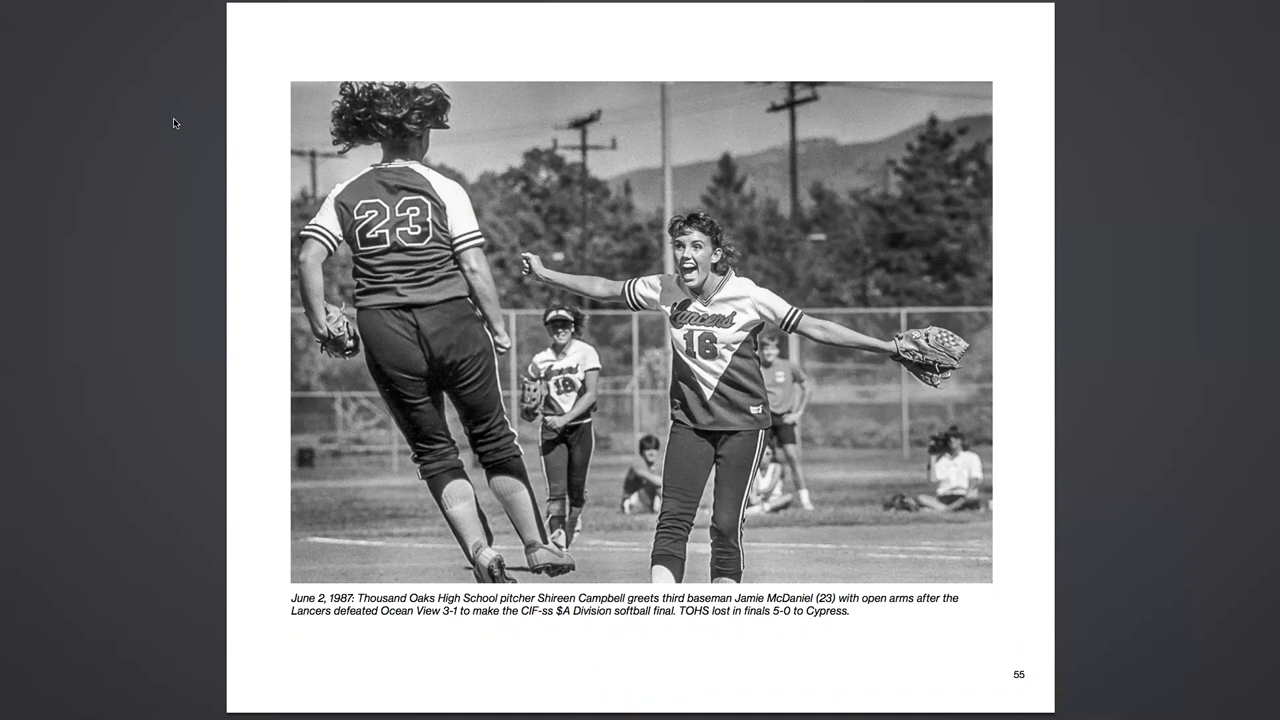 23
Lancers
16
18
June 2, 1987: Thousand Oaks High School pitcher Shireen Campbell greets third baseman Jamie McDaniel (23) with open arms after the
Lancers defeated Ocean View 3-1 to make the CIF-ss $A Division softball final. TOHS lost in finals 5-0 to Cypress.
55